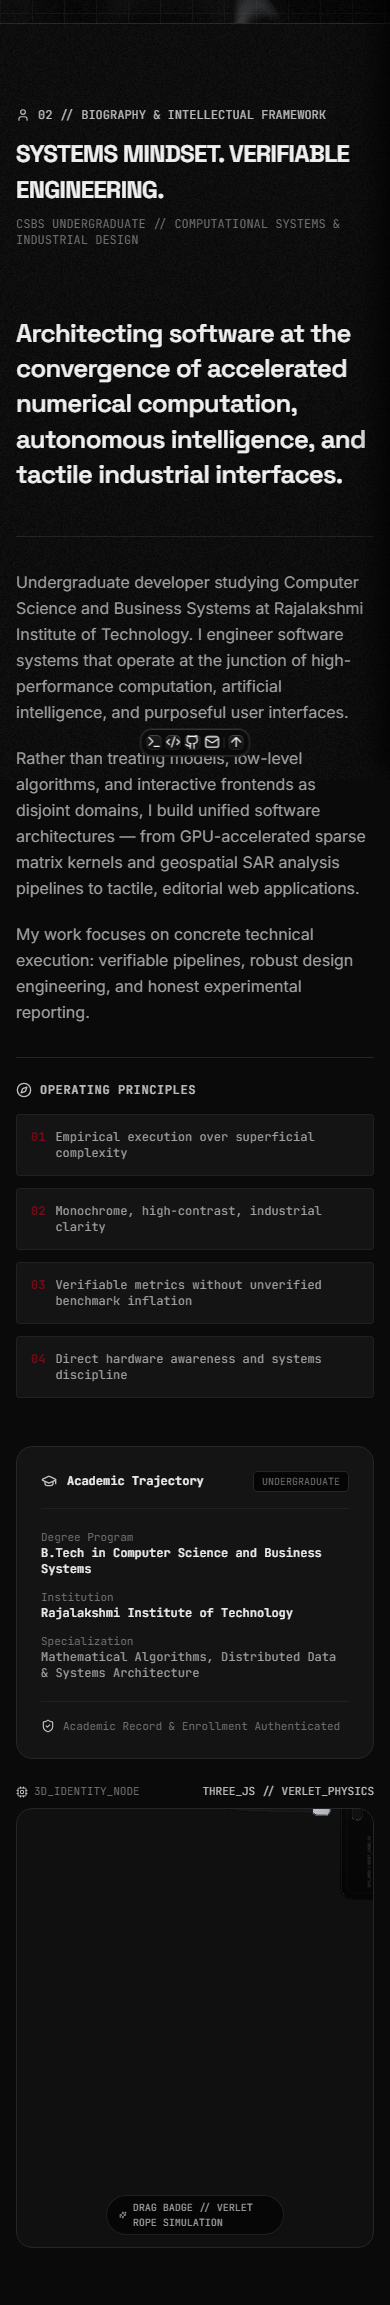 02 // BIOGRAPHY & INTELLECTUAL FRAMEWORK
SYSTEMS MINDSET. VERIFIABLE
ENGINEERING.
CSBS UNDERGRADUATE // COMPUTATIONAL SYSTEMS &
INDUSTRIAL DESIGN
Architecting software at the
convergence of accelerated
numerical computation,
autonomous intelligence, and
tactile industrial interfaces.
Undergraduate developer studying Computer
Science and Business Systems at Rajalakshmi
Institute of Technology. I engineer software
systems that operate at the junction of high-
performance computation, artificial
intelligence, and purposeful user interfaces.
Rather than treating models, low-level
algorithms, and interactive frontends as
disjoint domains, I build unified software
architectures — from GPU-accelerated sparse
matrix kernels and geospatial SAR analysis
pipelines to tactile, editorial web applications.
My work focuses on concrete technical
execution: verifiable pipelines, robust design
engineering, and honest experimental
reporting.
OPERATING PRINCIPLES
01 Empirical execution over superficial
complexity
02 Monochrome, high-contrast, industrial
clarity
03 Verifiable metrics without unverified
benchmark inflation
04 Direct hardware awareness and systems
discipline
Academic Trajectory UNDERGRADUATE
Degree Program
B.Tech in Computer Science and Business
Systems
Institution
Rajalakshmi Institute of Technology
Specialization
Mathematical Algorithms, Distributed Data
& Systems Architecture
Academic Record & Enrollment Authenticated
3D_IDENTITY_NODE THREE_JS // VERLET_PHYSICS
DRAG BADGE // VERLET
ROPE SIMULATION